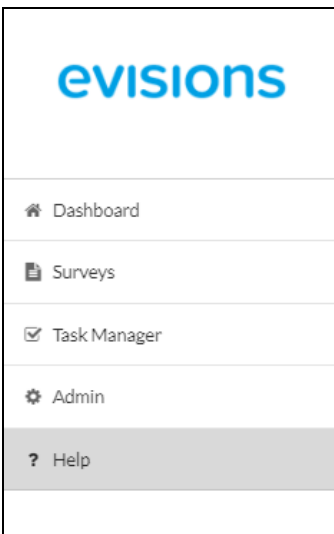 evisions
Dashboard
Surveys
Task Manager
Admin
? Help